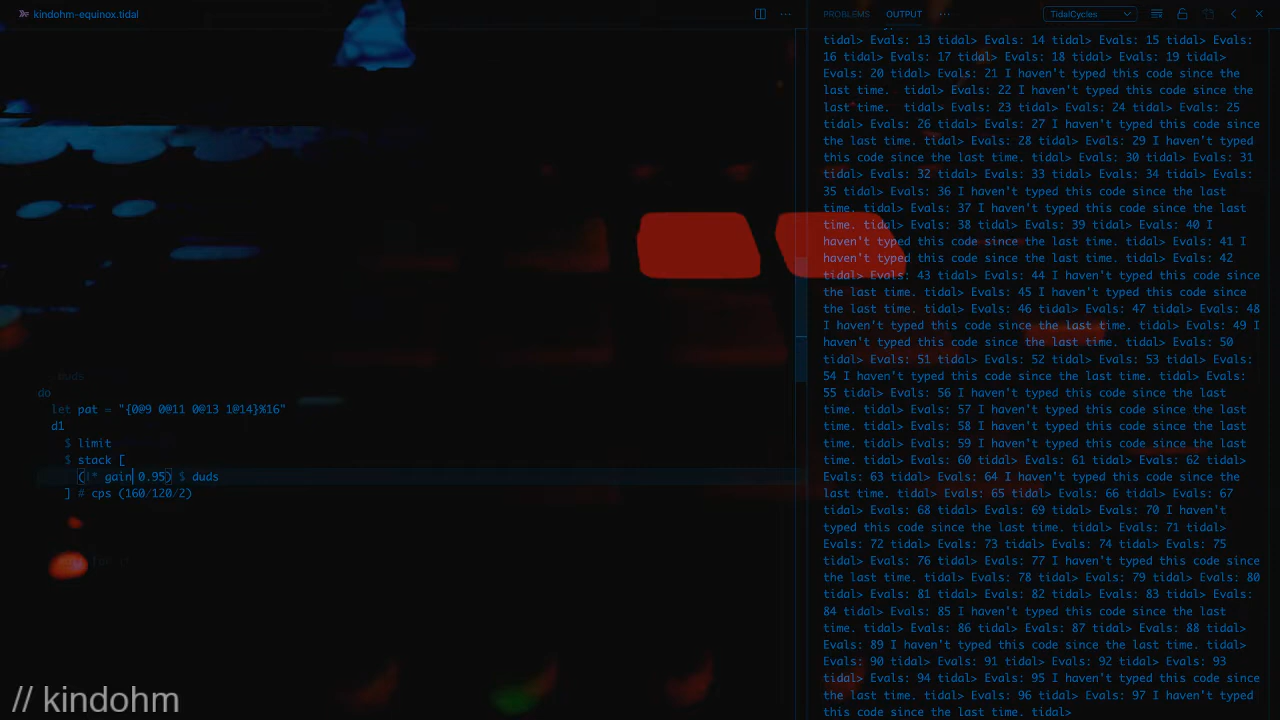 kindohm-equinox.tidal
PROBLEMS OUTPUT ... TidalCycles
tidal> Evals: 13 tidal> Evals: 14 tidal> Evals: 15 tidal> Evals:
16 tidal> Evals: 17 tidal> Evals: 18 tidal> Evals: 19 tidal>
Evals: 20 tidal> Evals: 21 I haven't typed this code since the
last time. tidal> Evals: 22 I haven't typed this code since the
last time.  tidal> Evals: 23 tidal> Evals: 24 tidal> Evals: 25
tidal> Evals: 26 tidal> Evals: 27 I haven't typed this code since
the last time. tidal> Evals: 28 tidal> Evals: 29 I haven't typed
this code since the last time. tidal> Evals: 30 tidal> Evals: 31
tidal> Evals: 32 tidal> Evals: 33 tidal> Evals: 34 tidal> Evals:
35 tidal> Evals: 36 I haven't typed this code since the last
time. tidal> Evals: 37 I haven't typed this code since the last
time. tidal> Evals: 38 tidal> Evals: 39 tidal> Evals: 40 I
haven't typed this code since the last time. tidal> Evals: 41 I
haven't typed this code since the last time. tidal> Evals: 42
tidal> Evals: 43 tidal> Evals: 44 I haven't typed this code since
the last time. tidal> Evals: 45 I haven't typed this code since
the last time. tidal> Evals: 46 tidal> Evals: 47 tidal> Evals: 48
I haven't typed this code since the last time. tidal> Evals: 49 I
haven't typed this code since the last time. tidal> Evals: 50
tidal> Evals: 51 tidal> Evals: 52 tidal> Evals: 53 tidal> Evals:
54 I haven't typed this code since the last time. tidal> Evals:
55 tidal> Evals: 56 I haven't typed this code since the last
time. tidal> Evals: 57 I haven't typed this code since the last
time. tidal> Evals: 58 I haven't typed this code since the last
time. tidal> Evals: 59 I haven't typed this code since the last
time. tidal> Evals: 60 tidal> Evals: 61 tidal> Evals: 62 tidal>
Evals: 63 tidal> Evals: 64 I haven't typed this code since the
last time. tidal> Evals: 65 tidal> Evals: 66 tidal> Evals: 67
tidal> Evals: 68 tidal> Evals: 69 tidal> Evals: 70 I haven't
typed this code since the last time. tidal> Evals: 71 tidal>
Evals: 72 tidal> Evals: 73 tidal> Evals: 74 tidal> Evals: 75
tidal> Evals: 76 tidal> Evals: 77 I haven't typed this code since
the last time. tidal> Evals: 78 tidal> Evals: 79 tidal> Evals: 80
tidal> Evals: 81 tidal> Evals: 82 tidal> Evals: 83 tidal> Evals:
84 tidal> Evals: 85 I haven't typed this code since the last
time. tidal> Evals: 86 tidal> Evals: 87 tidal> Evals: 88 tidal>
Evals: 89 I haven't typed this code since the last time. tidal>
Evals: 90 tidal> Evals: 91 tidal> Evals: 92 tidal> Evals: 93
tidal> Evals: 94 tidal> Evals: 95 I haven't typed this code since
the last time. tidal> Evals: 96 tidal> Evals: 97 I haven't typed
this code since the last time. tidal>
duds
do
let pat = "{0@9 0@11 0@13 1@14}%16"
d1
$ limit
$ stack [
(|* gain 0.95) $ duds
] # cps (160/120/2)
// kindohm